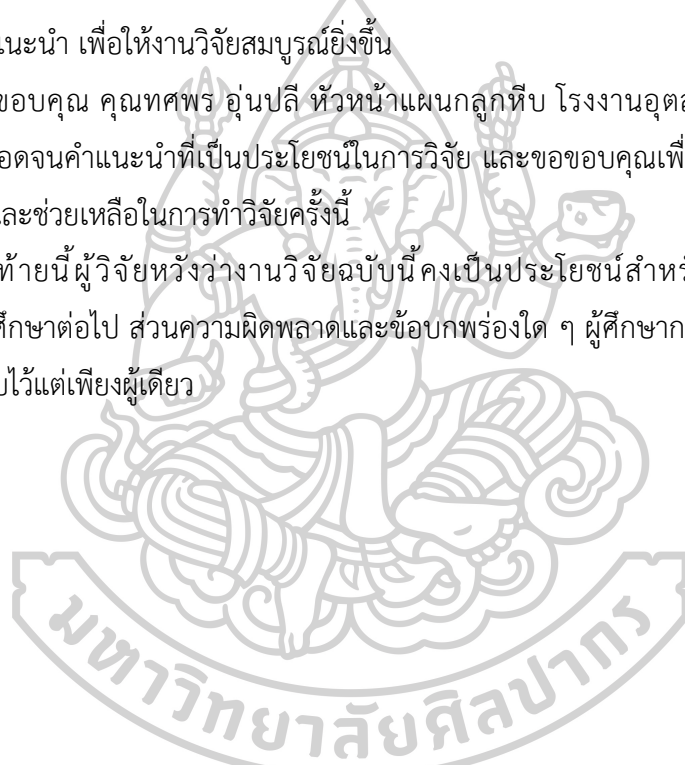 แนะนำ เพื่อให้งานวิจัยสมบูรณ์ยิ่งขึ้น
ขอบคุณ คุณทศพร อุ่นปลี หัวหน้าแผนกลูกหีบ โรงงานอุตส
อดจนคำแนะนำที่เป็นประโยชน์ในการวิจัย และขอขอบคุณเพื่
และช่วยเหลือในการทำวิจัยครั้งนี้
ท้ายนี้ผู้วิจัยหวังว่างานวิจัยฉบับนี้คงเป็นประโยชน์สำหร
ศึกษาต่อไป ส่วนความผิดพลาดและข้อบกพร่องใด ๆ ผู้ศึกษาก
บไว้แต่เพียงผู้เดียว
มหาวิทยาลัยศิลปากร